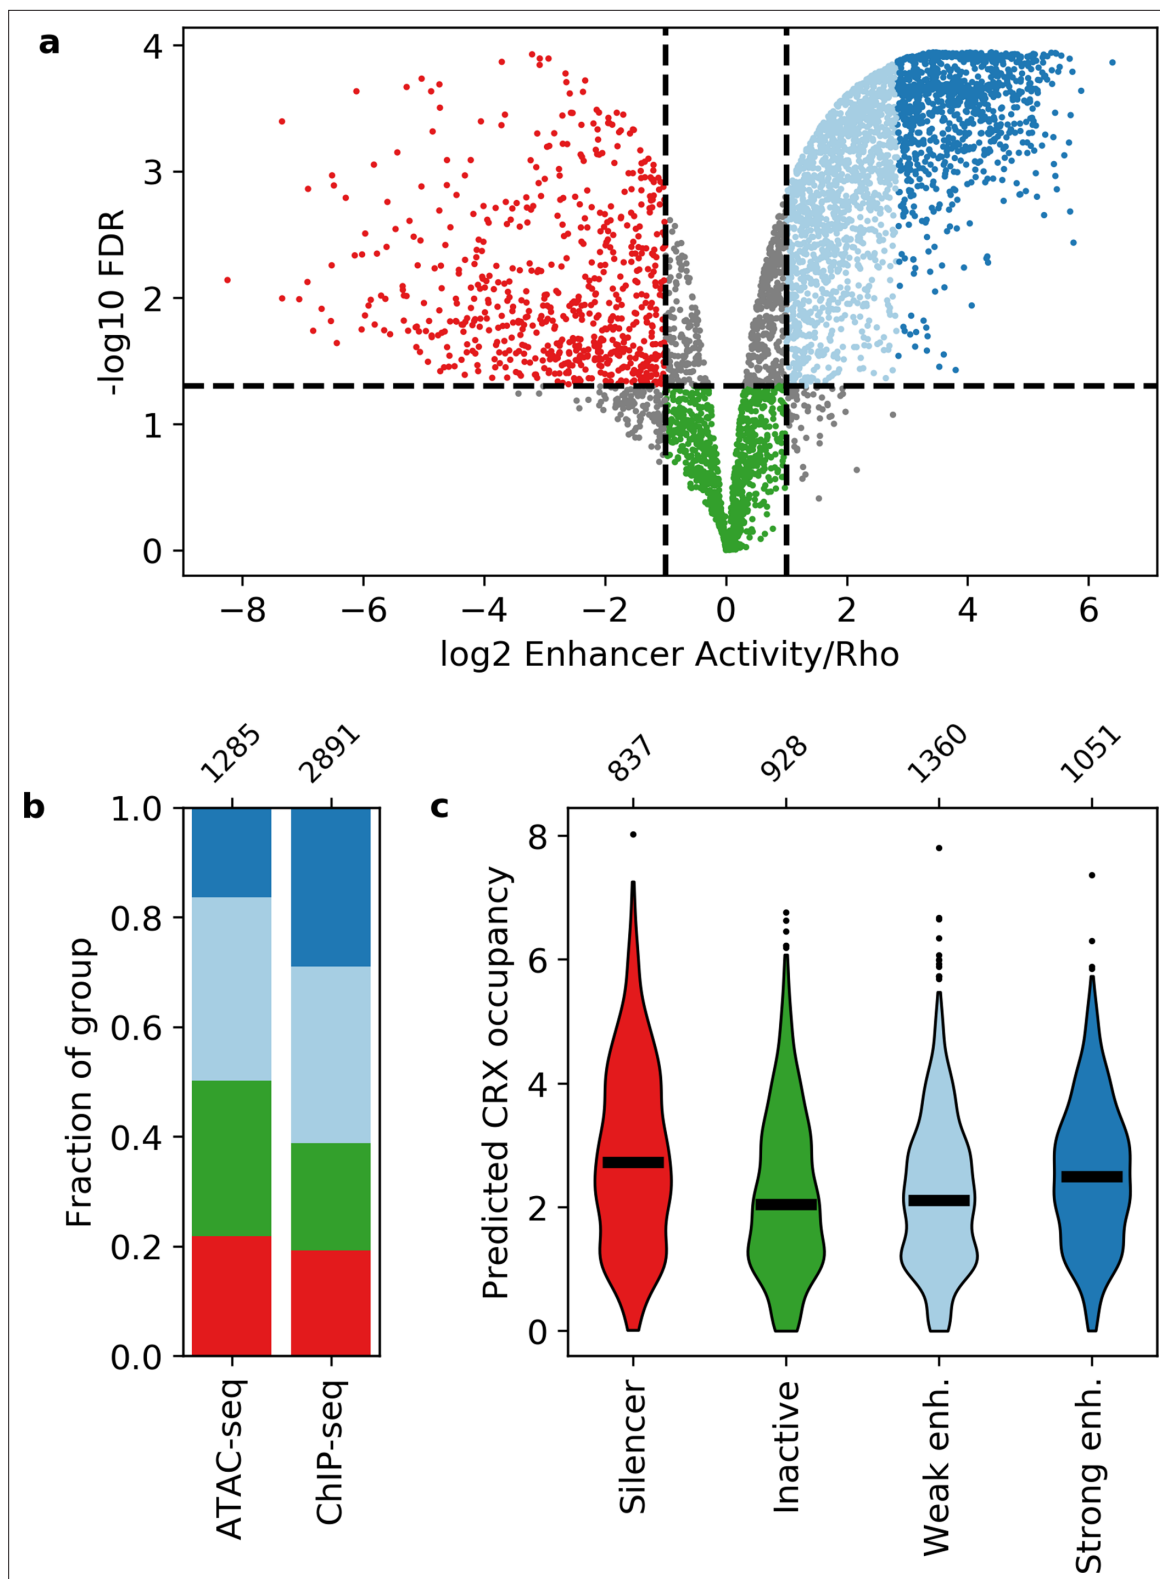 a
4
3
2
1
0
-log10 FDR
−8 −6 −4 −2 0 2 4 6
log2 Enhancer Activity/Rho
b
1285 2891
1.0
0.8
0.6
0.4
0.2
0.0
Fraction of group
ATAC-seq
ChIP-seq
c
837 928 1360 1051
8
6
4
2
0
Predicted CRX occupancy
Silencer
Inactive
Weak enh.
Strong enh.